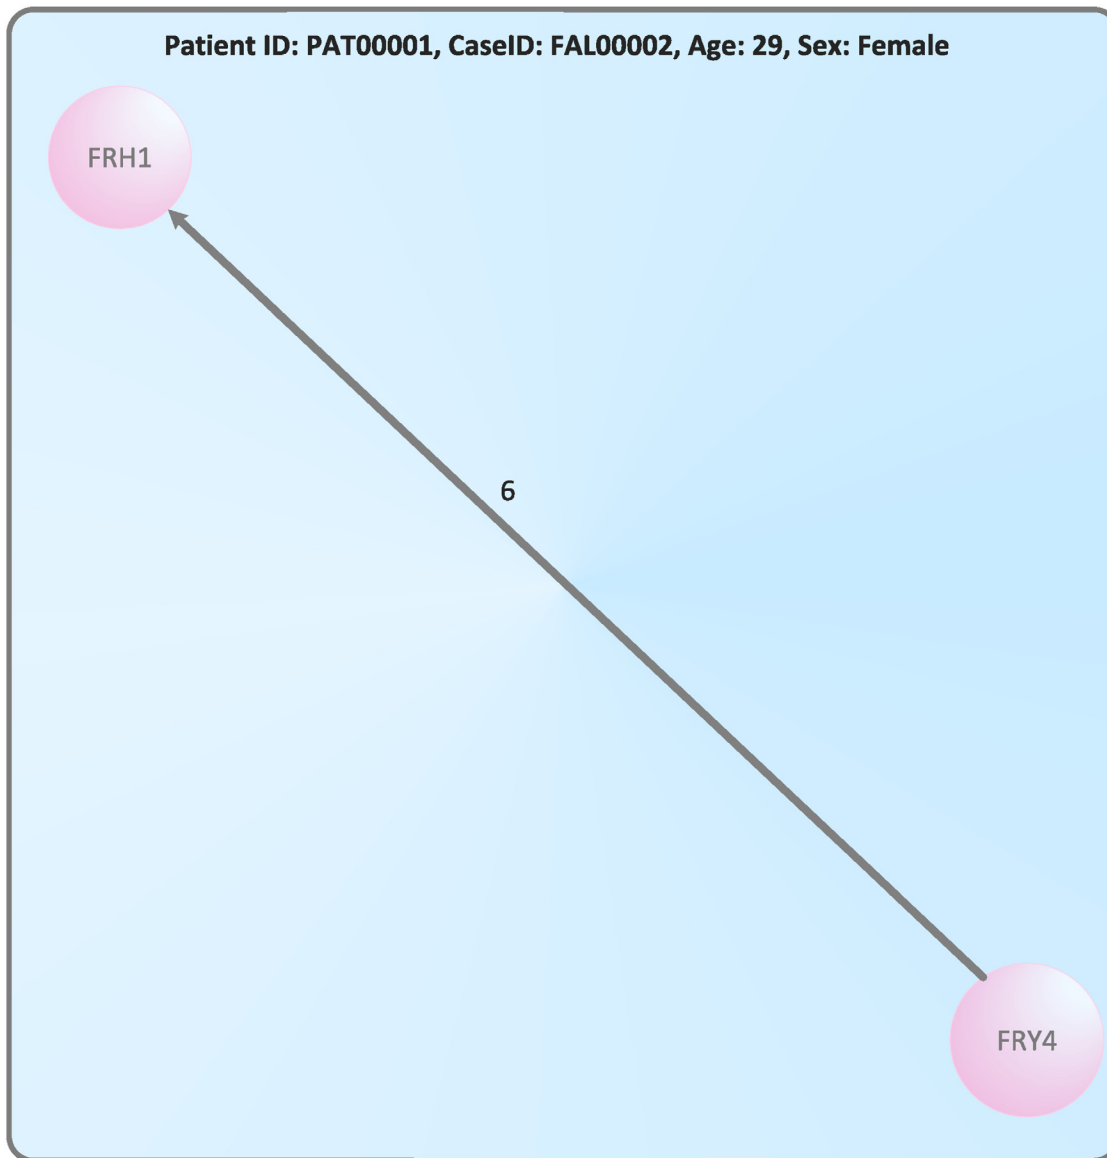 Patient ID: PAT00001, CaseID: FAL00002, Age: 29, Sex: Female
FRH1
6
FRY4